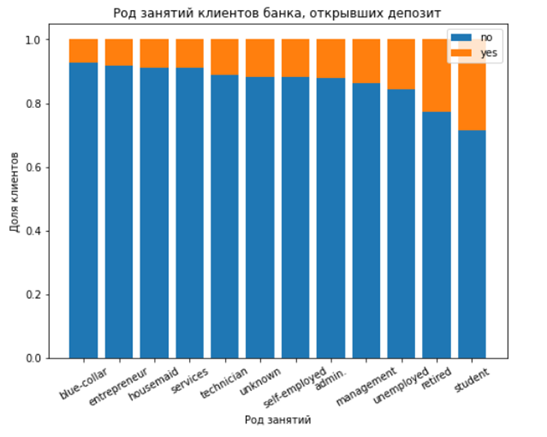 Род занятий клиентов банка, открывших депозит
no
yes
Доля клиентов
1.0
0.8
0.6
0.4
0.2
0.0
blue-collar
entrepreneur
housemaid
services
technician
unknown
self-employed
admin.
management
unemployed
retired
student
Род занятий